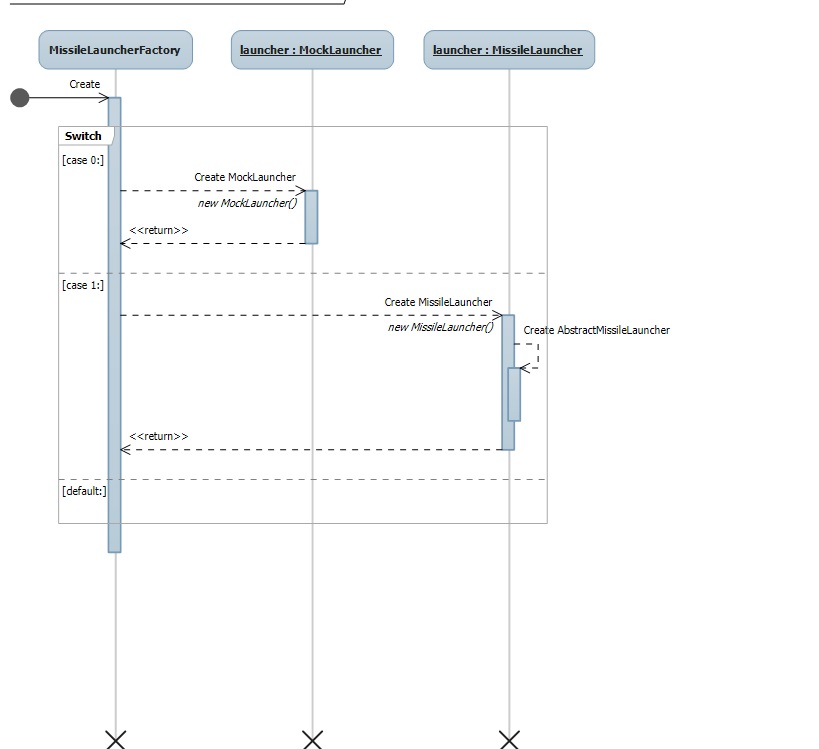 MissileLauncherFactory
launcher : MockLauncher
launcher : MissileLauncher
Create
Switch
[case 0:]
Create MockLauncher
new MockLauncher()
<<return>>
[case 1:]
Create MissileLauncher
new MissileLauncher()
Create AbstractMissileLauncher
<<return>>
[default:]